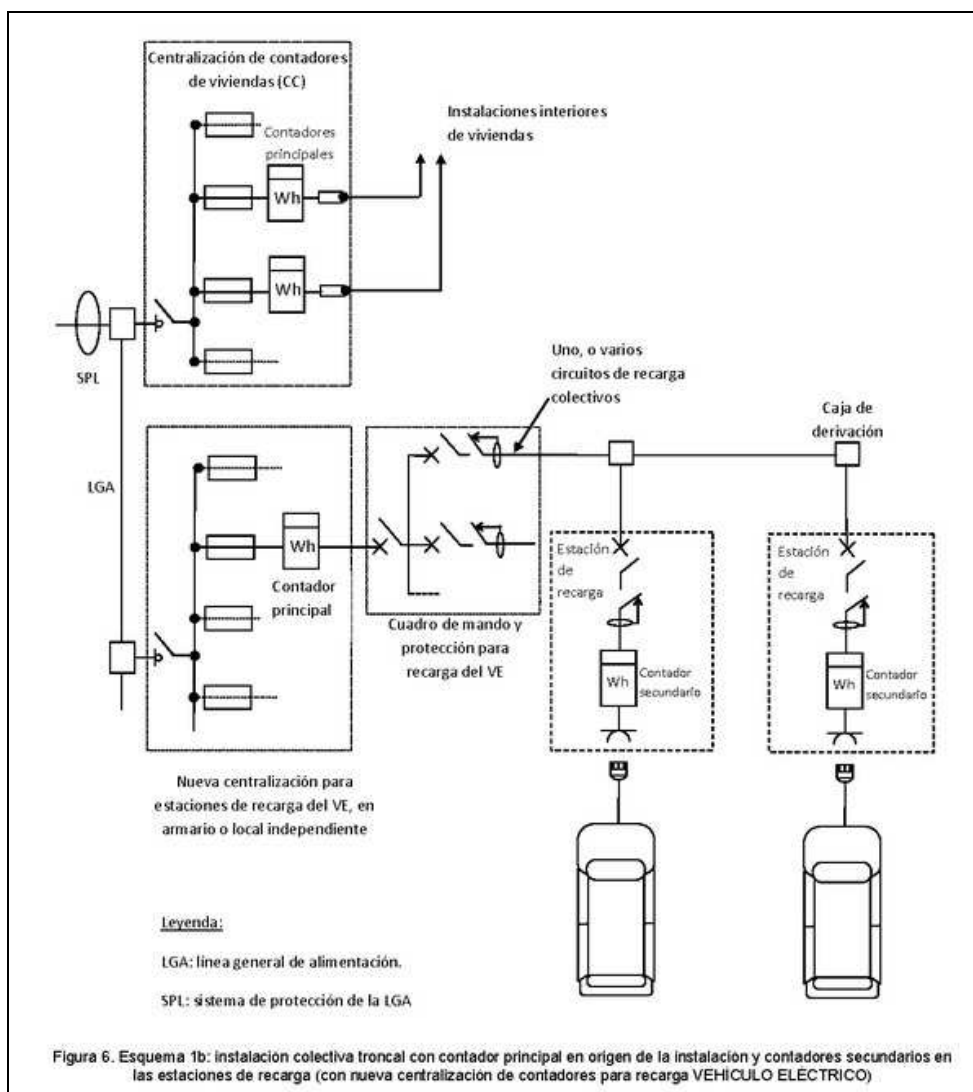 Centralización de contadores
de viviendas (CC)
Contadores
principales
Wh
Wh
Instalaciones interiores
de viviendas
SPL
LGA
Uno, o varios
circuitos de recarga
colectivos
Caja de
derivación
Wh
Contador
principal
Cuadro de mando y
protección para
recarga del VE
Estación
de
recarga
Wh
Contador
secundario
Estación
de
recarga
Wh
Contador
secundario
Nueva centralización para
estaciones de recarga del VE, en
armario o local independiente
Leyenda:
LGA: línea general de alimentación.
SPL: sistema de protección de la LGA
Figura 6. Esquema 1b: instalación colectiva troncal con contador principal en origen de la instalación y contadores secundarios en
las estaciones de recarga (con nueva centralización de contadores para recarga VEHÍCULO ELÉCTRICO)